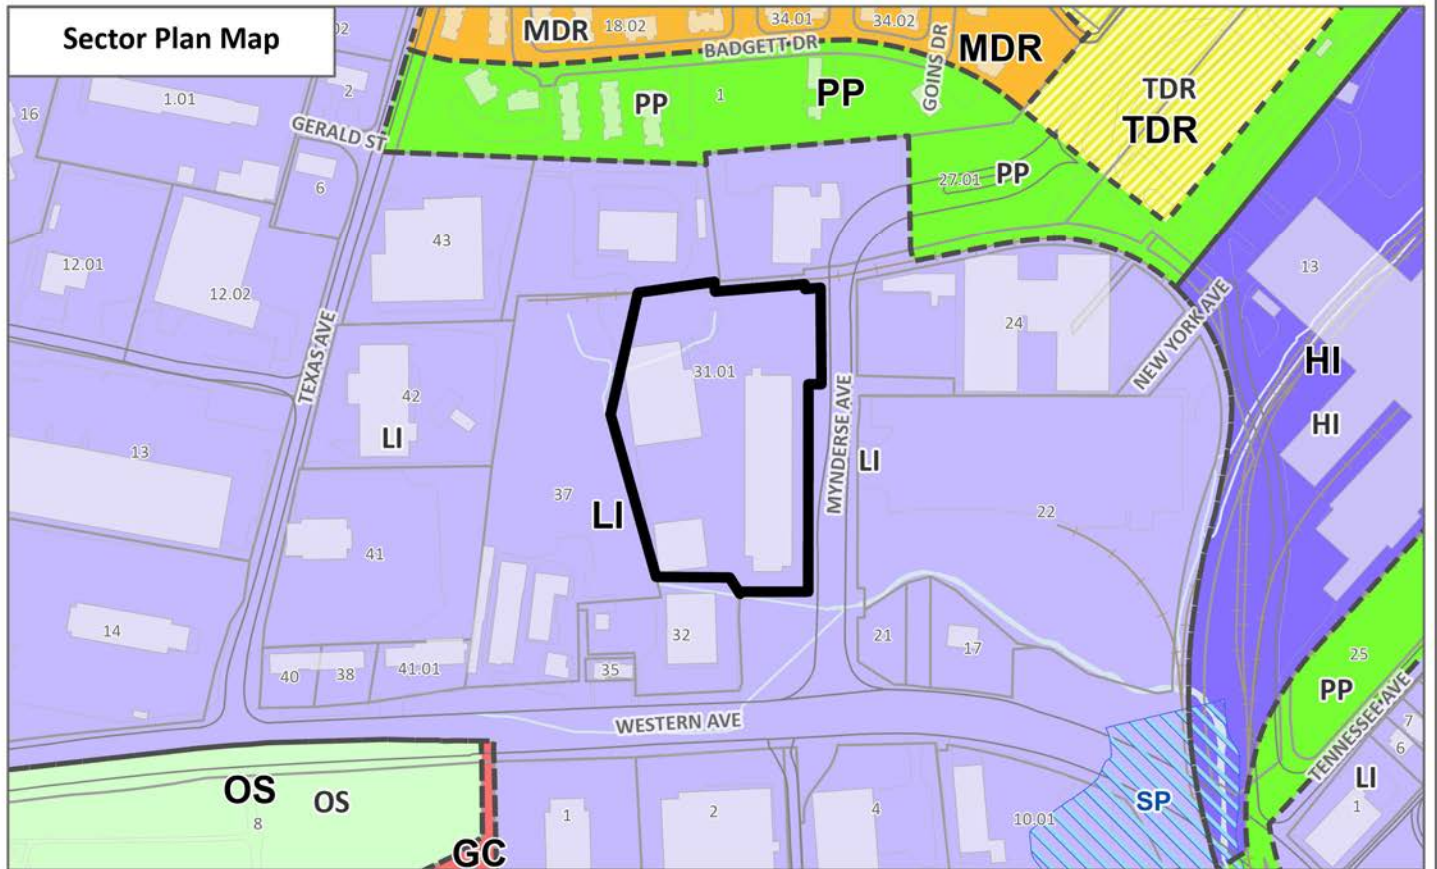 Sector Plan Map
02
MDR
18.02
34.01
34.02
BADGETT DR
GOINS DR
MDR
TDR
TDR
16
1.01
2
GERALD ST
PP
1
PP
6
27.01
PP
12.01
12.02
43
13
TEXAS AVE
24
NEW YORK AVE
HI
HI
42
LI
31.01
MYNDERSE AVE
LI
13
37
LI
22
41
14
40
38
41.01
35
32
21
17
25
PP
TENNESSEE AVE
7
6
LI
1
WESTERN AVE
OS
OS
8
GC
1
2
4
10.01
SP